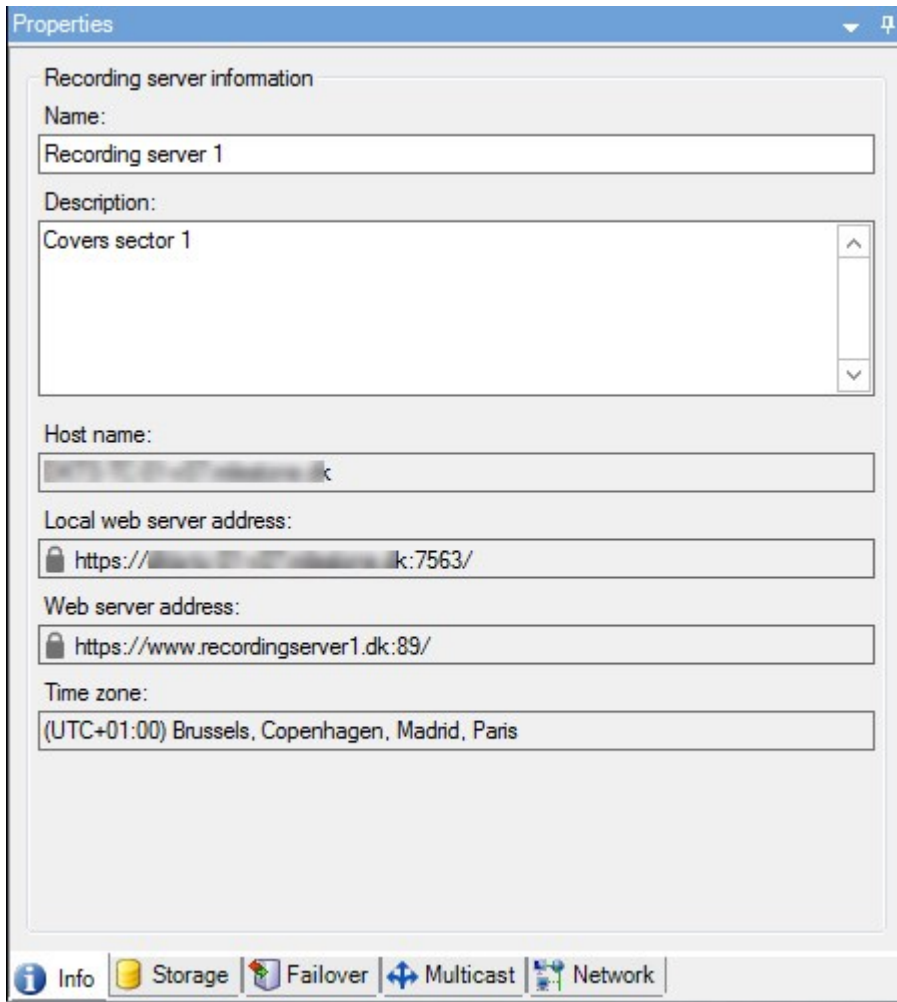 Properties
Recording server information
Name:
Recording server 1
Description:
Covers sector 1
Host name:
Local web server address:
https:// k:7563/
Web server address:
https://www.recordingserver1.dk:89/
Time zone:
(UTC+01:00) Brussels, Copenhagen, Madrid, Paris
Info Storage Failover Multicast Network